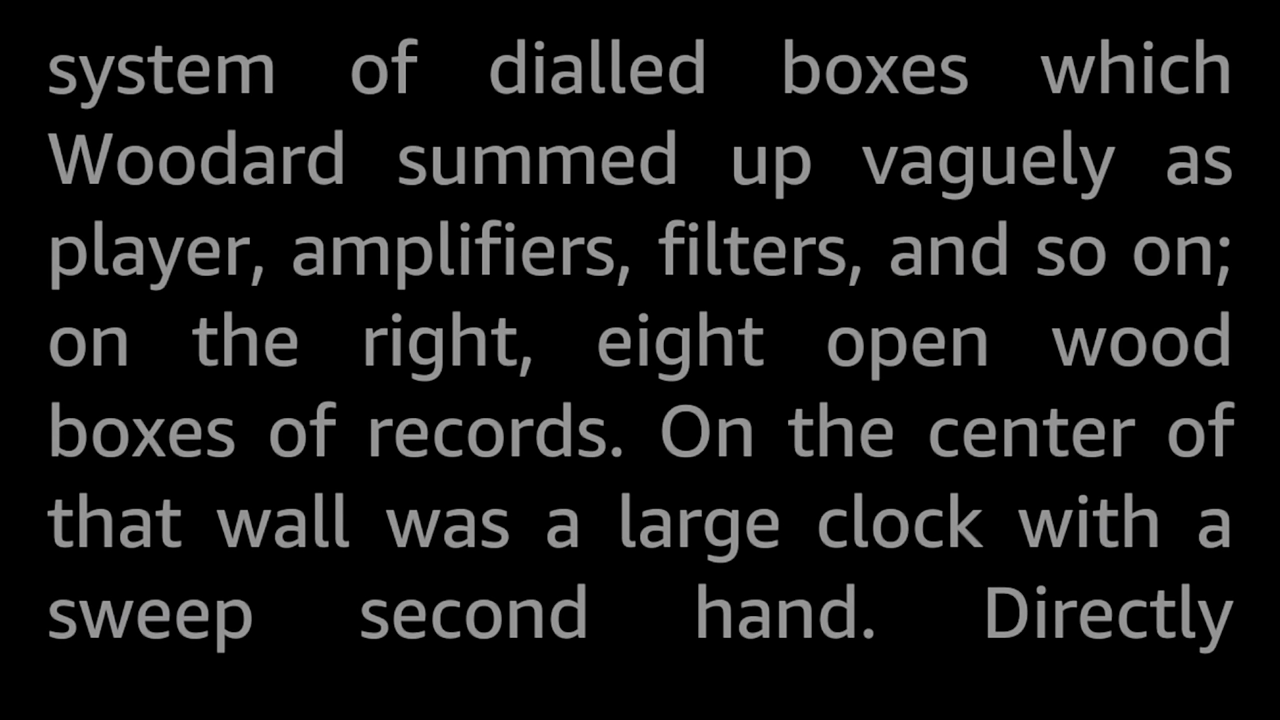 system of dialled boxes which
Woodard summed up vaguely as
player, amplifiers, filters, and so on;
on the right, eight open wood
boxes of records. On the center of
that wall was a large clock with a
sweep second hand. Directly